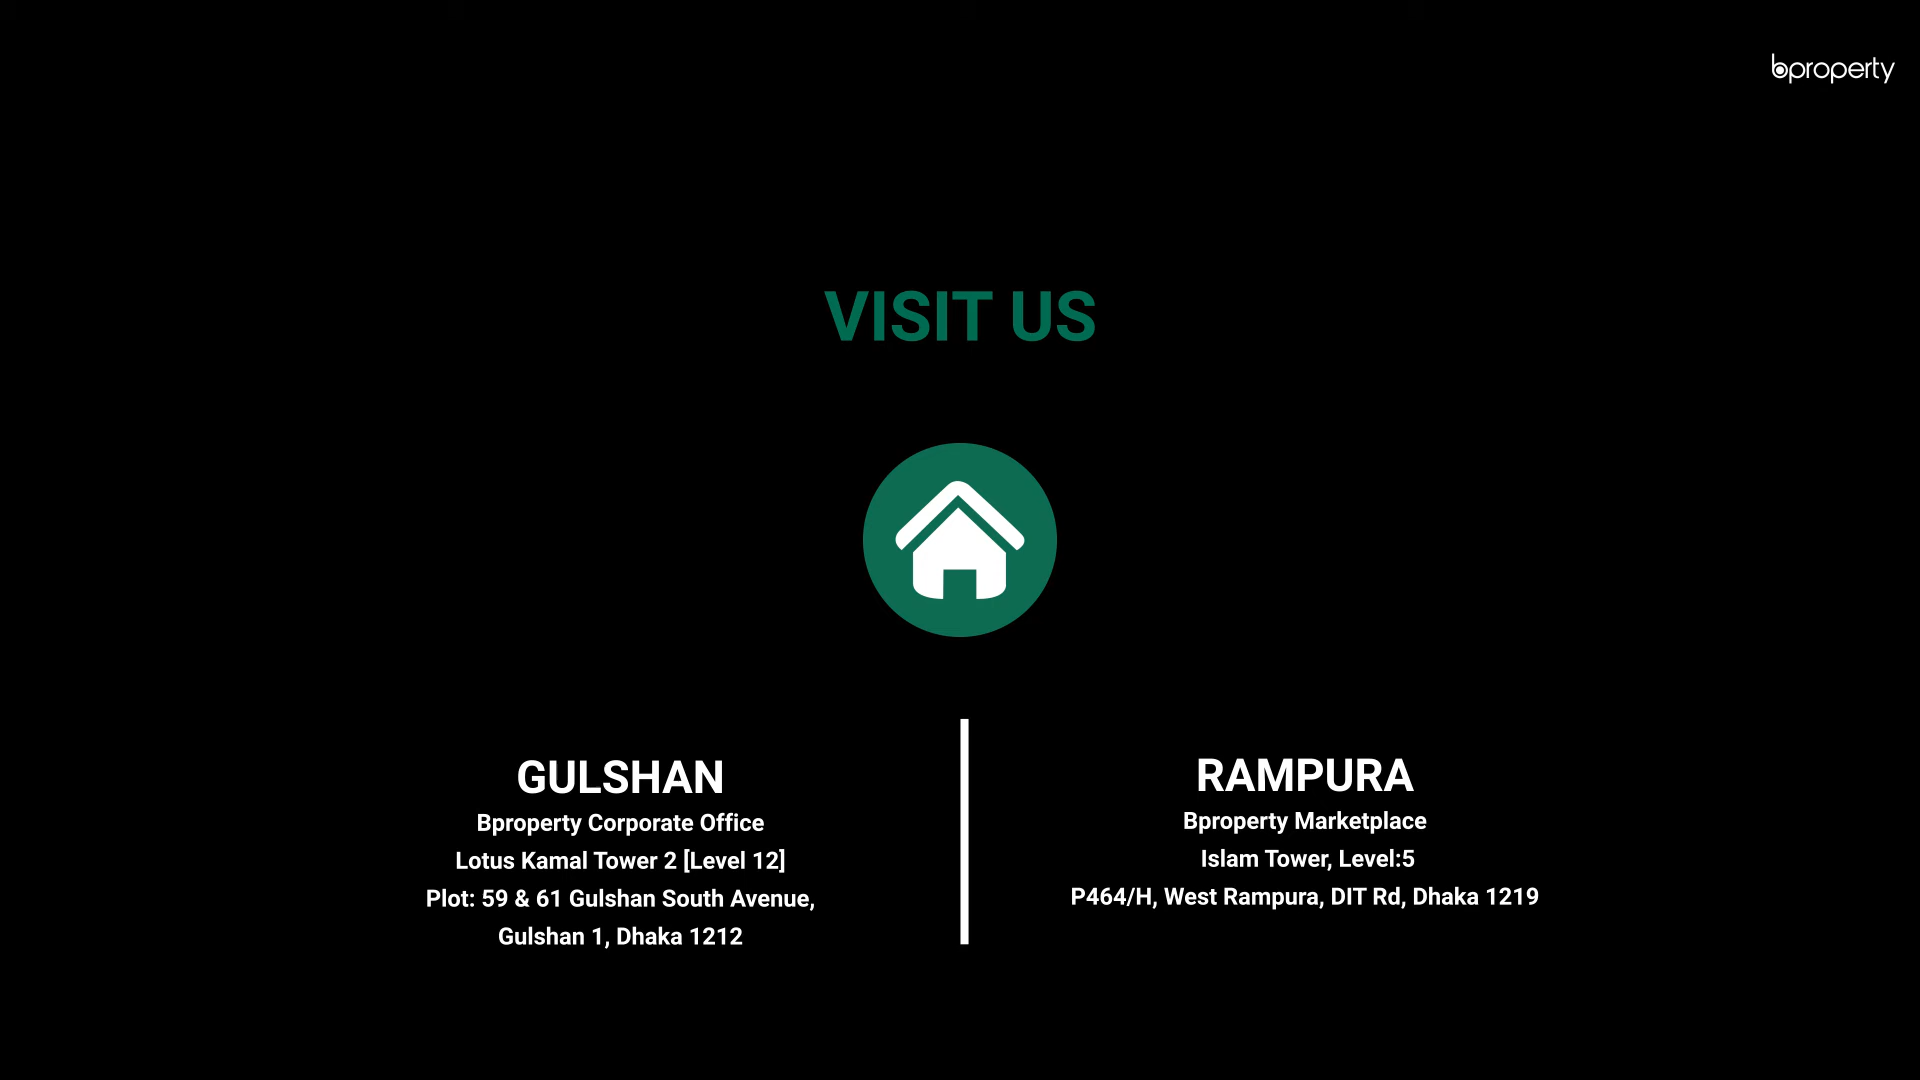 bproperty
VISIT US
GULSHAN
Bproperty Corporate Office
Lotus Kamal Tower 2 [Level 12]
Plot: 59 & 61 Gulshan South Avenue,
Gulshan 1, Dhaka 1212
RAMPURA
Bproperty Marketplace
Islam Tower, Level:5
P464/H, West Rampura, DIT Rd, Dhaka 1219